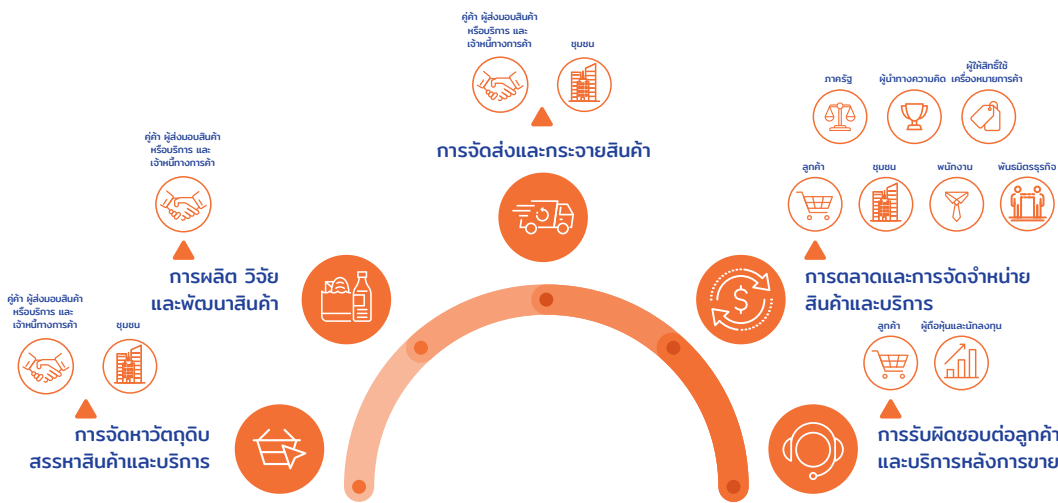 คู่ค้า ผู้ส่งมอบสินค้า
หรือบริการ และ
เจ้าหนี้ทางการค้า
ชุมชน
การจัดหาวัตถุดิบ
สรรหาสินค้าและบริการ
คู่ค้า ผู้ส่งมอบสินค้า
หรือบริการ และ
เจ้าหนี้ทางการค้า
การผลิต วิจัย
และพัฒนาสินค้า
คู่ค้า ผู้ส่งมอบสินค้า
หรือบริการ และ
เจ้าหนี้ทางการค้า
ชุมชน
การจัดส่งและกระจายสินค้า
ภาครัฐ
ผู้นำทางความคิด
ผู้ให้สิทธิ์ใช้
เครื่องหมายการค้า
ลูกค้า
ชุมชน
พนักงาน
พันธมิตรธุรกิจ
$
การตลาดและการจัดจำหน่าย
สินค้าและบริการ
ลูกค้า
ผู้ถือหุ้นและนักลงทุน
การรับผิดชอบต่อลูกค้า
และบริการหลังการขาย